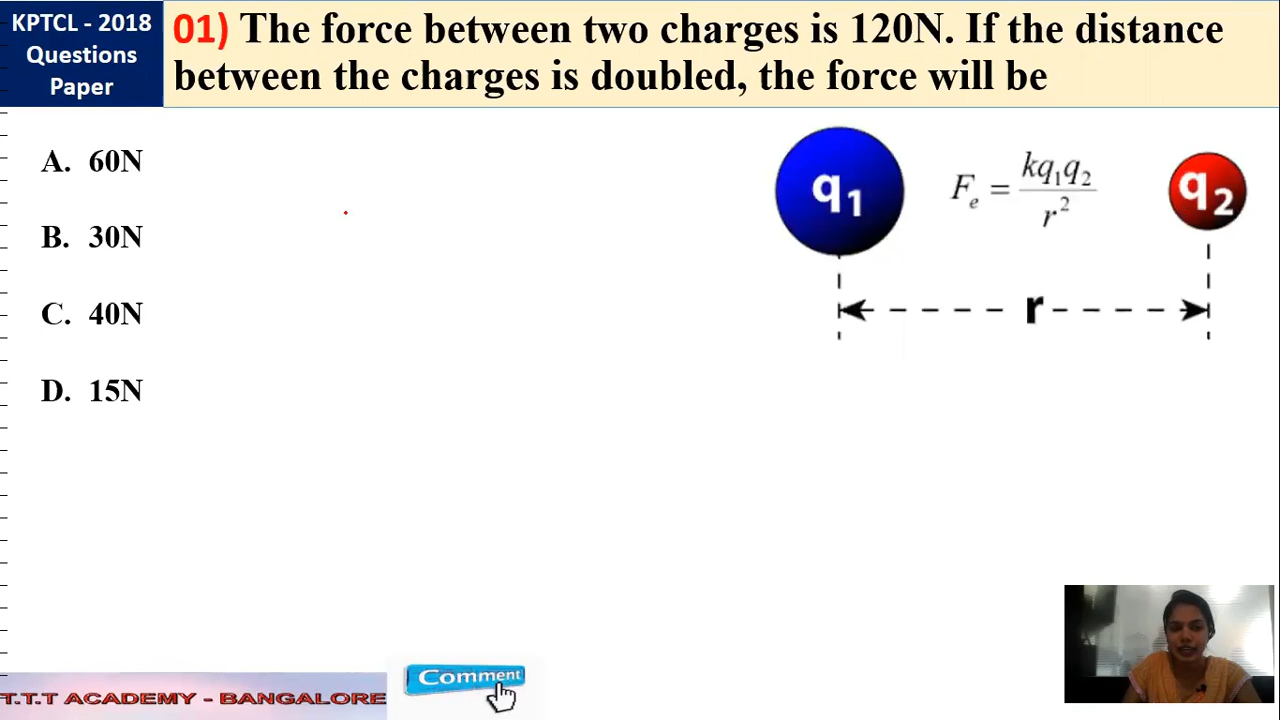 KPTCL - 2018
Questions
Paper
01) The force between two charges is 120N. If the distance
between the charges is doubled, the force will be
A. 60N
B. 30N
C. 40N
D. 15N
q₁
Fₑ = kq₁q₂ / r²
q₂
r
Comment
T.T.T ACADEMY - BANGALORE